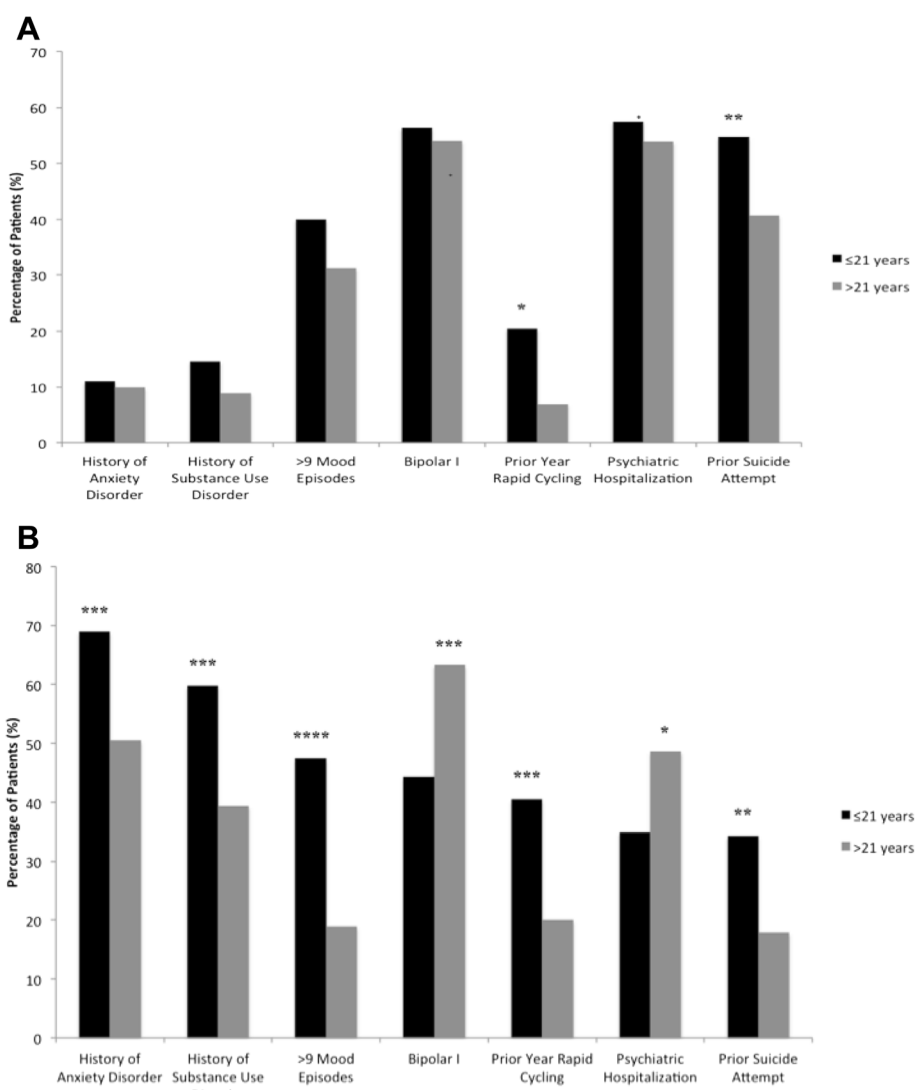 A
70
60
50
40
30
20
10
0
Percentage of Patients (%)
*
**
≤21 years
>21 years
History of Anxiety Disorder
History of Substance Use Disorder
>9 Mood Episodes
Bipolar I
Prior Year Rapid Cycling
Psychiatric Hospitalization
Prior Suicide Attempt
B
80
70
60
50
40
30
20
10
0
Percentage of Patients (%)
***
***
****
***
***
*
**
≤21 years
>21 years
History of Anxiety Disorder
History of Substance Use
>9 Mood Episodes
Bipolar I
Prior Year Rapid Cycling
Psychiatric Hospitalization
Prior Suicide Attempt